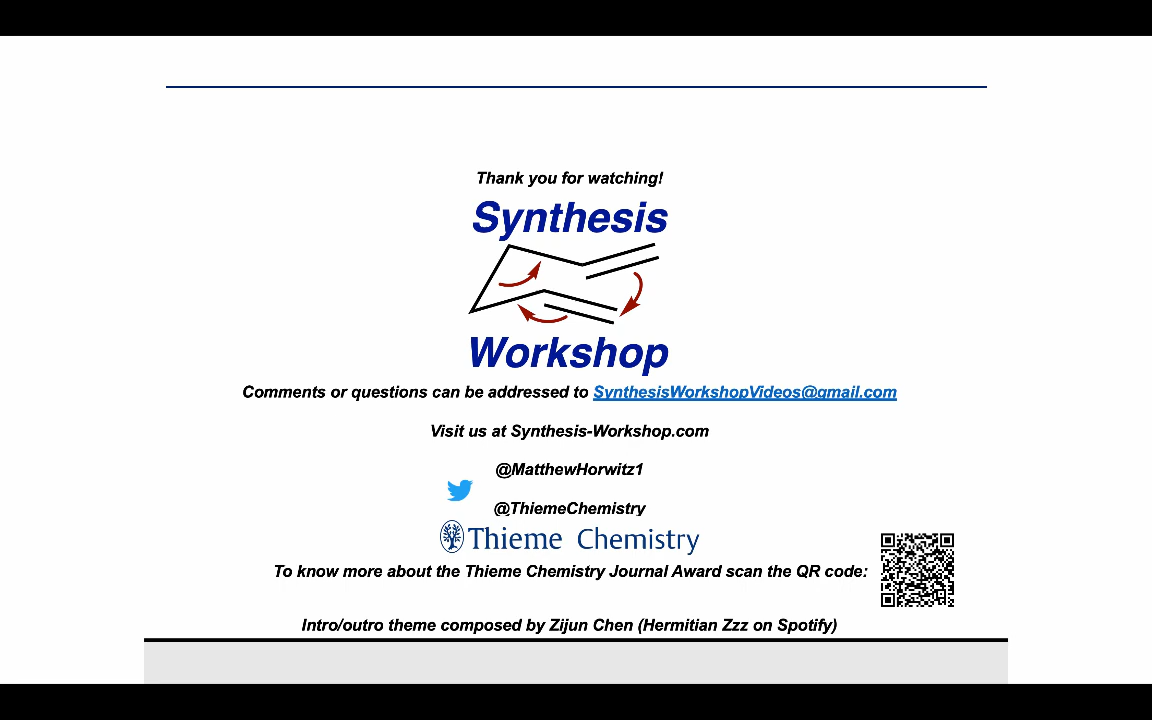 Thank you for watching!
Synthesis
Workshop
Comments or questions can be addressed to SynthesisWorkshopVideos@gmail.com
Visit us at Synthesis-Workshop.com
@MatthewHorwitz1
@ThiemeChemistry
Thieme Chemistry
To know more about the Thieme Chemistry Journal Award scan the QR code:
Intro/outro theme composed by Zijun Chen (Hermitian Zzz on Spotify)